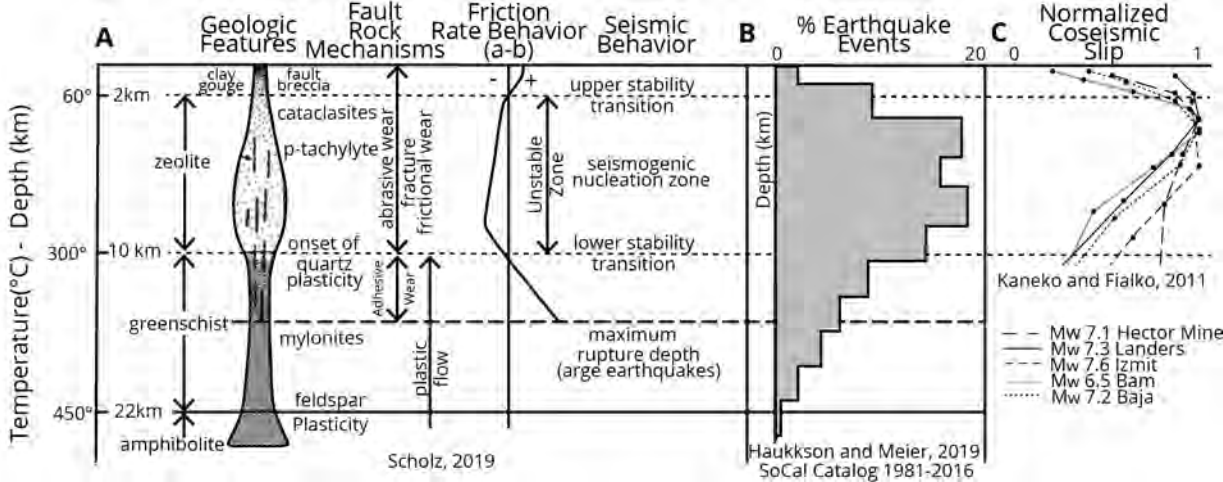 A
Geologic
Features
Fault
Rock
Mechanisms
Friction
Rate Behavior
(a-b)
Seismic
Behavior
B
% Earthquake
Events
0
20
C
Normalized
Coseismic
Slip
0
1
Temperature(°C) - Depth (km)
60°
2km
300°
10 km
450°
22km
zeolite
greenschist
amphibolite
clay
gouge
fault
breccia
cataclasites
p-tachylyte
onset of
quartz
plasticity
mylonites
feldspar
Plasticity
abrasive wear
fracture
frictional wear
Adhesive
Wear
plastic
flow
-
+
Unstable
Zone
upper stability
transition
seismogenic
nucleation zone
lower stability
transition
maximum
rupture depth
(arge earthquakes)
Scholz, 2019
Depth (km)
Haukkson and Meier, 2019
SoCal Catalog 1981-2016
Kaneko and Fialko, 2011
Mw 7.1 Hector Mine
Mw 7.3 Landers
Mw 7.6 Izmit
Mw 6.5 Bam
Mw 7.2 Baja